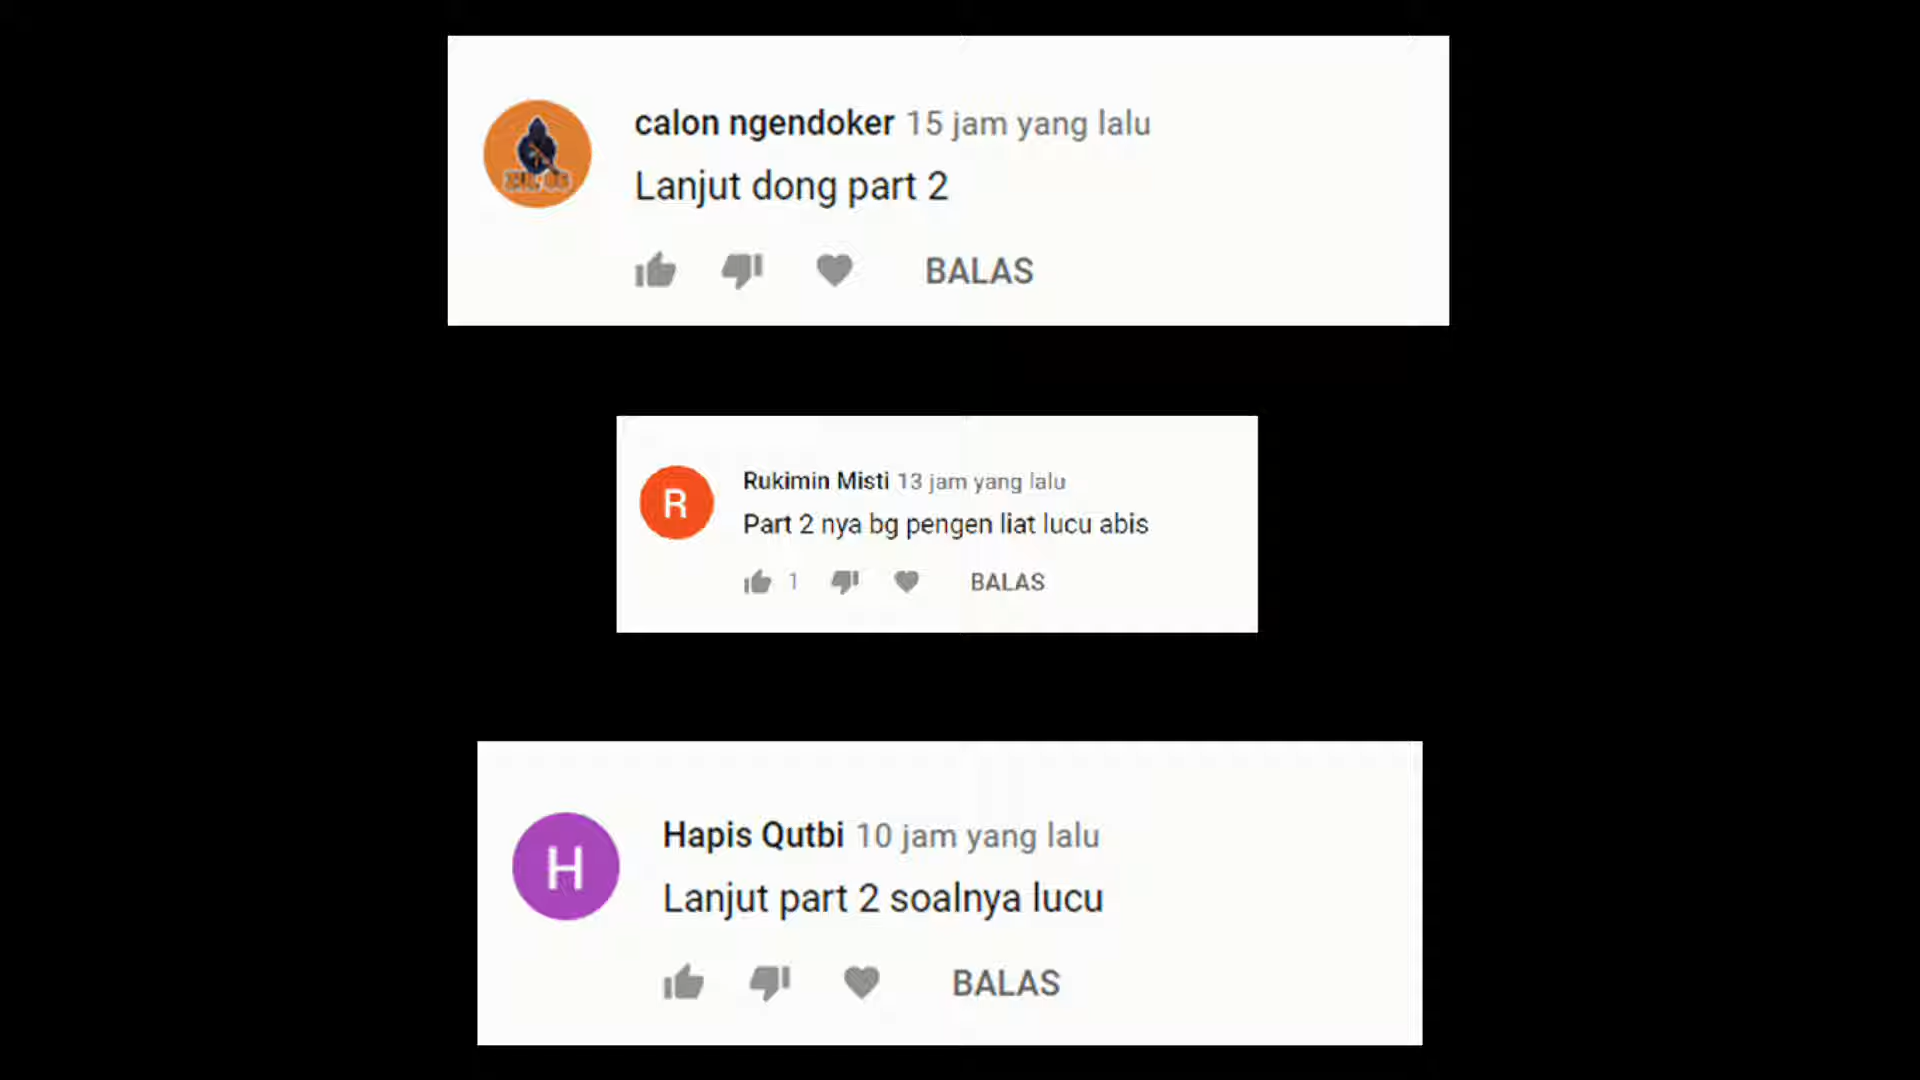 calon ngendoker 15 jam yang lalu
Lanjut dong part 2
BALAS
R
Rukimin Misti 13 jam yang lalu
Part 2 nya bg pengen liat lucu abis
1
BALAS
H
Hapis Qutbi 10 jam yang lalu
Lanjut part 2 soalnya lucu
BALAS